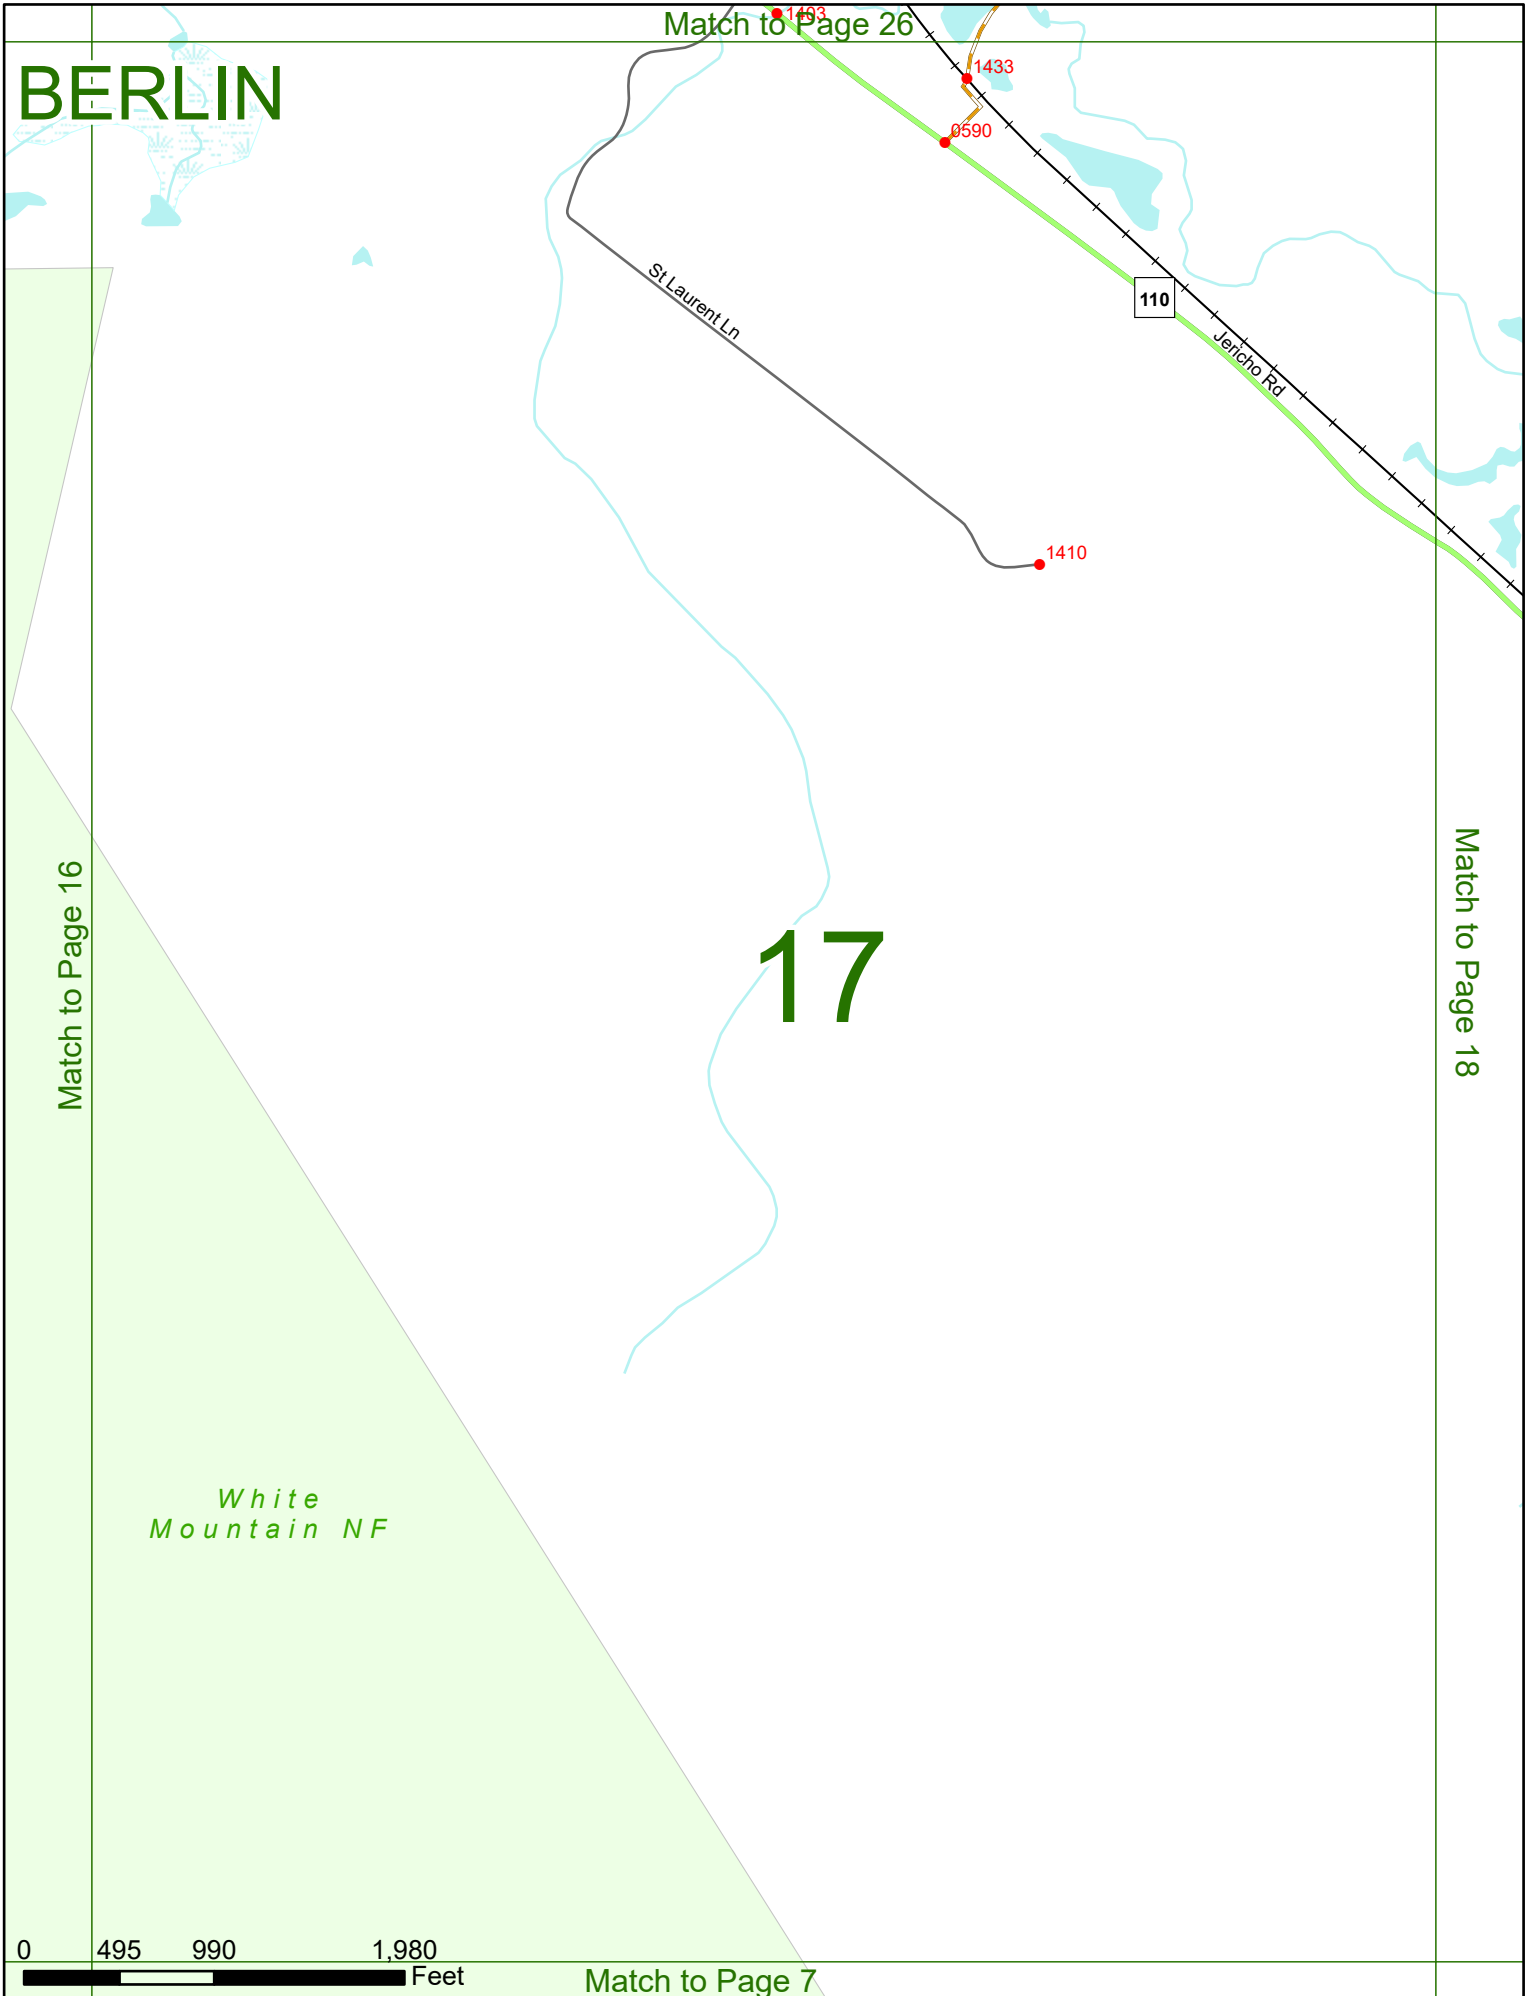 1403
Match to Page 26
BERLIN
1433
0590
St Laurent Ln
110
Jericho Rd
1410
Match to Page 16
17
Match to Page 18
White
Mountain NF
0 495 990 1,980
Feet
Match to Page 7